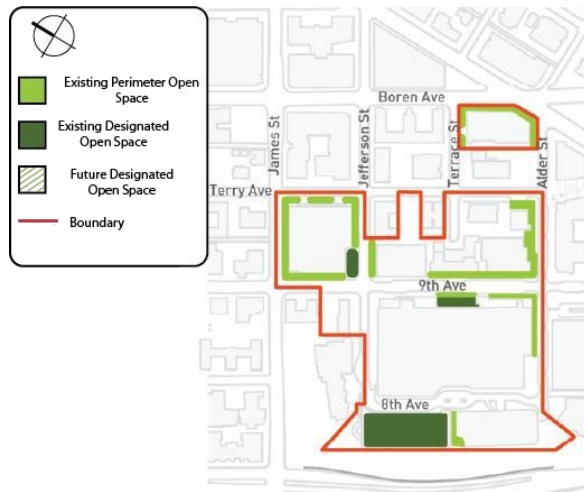 Existing Perimeter Open
Space
Existing Designated
Open Space
Future Designated
Open Space
Boundary
Boren Ave
James St
Jefferson St
Terrace St
Alder St
Terry Ave
9th Ave
8th Ave